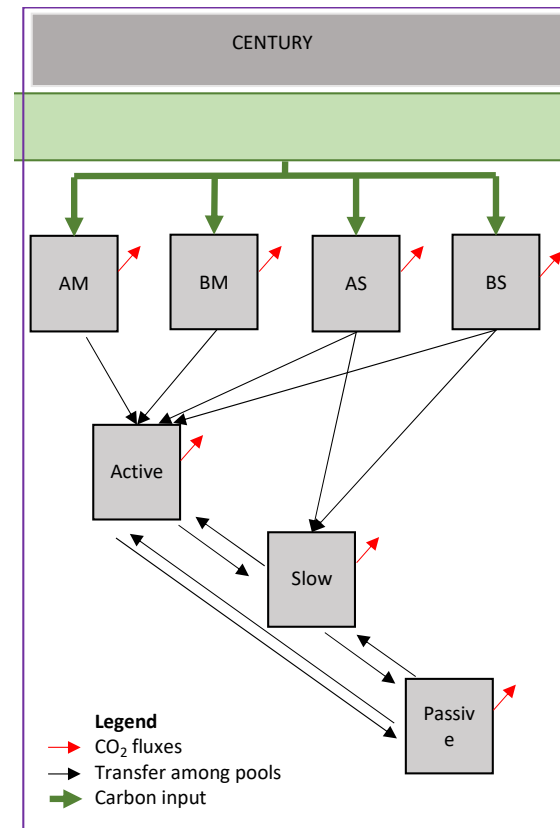 CENTURY
AM
BM
AS
BS
Active
Slow
Passiv
e
Legend
CO₂ fluxes
Transfer among pools
Carbon input